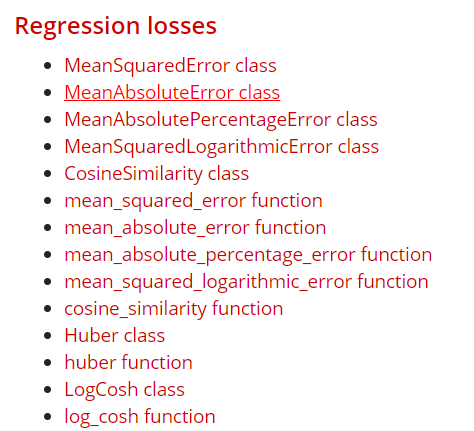 Regression losses
MeanSquaredError class
MeanAbsoluteError class
MeanAbsolutePercentageError class
MeanSquaredLogarithmicError class
CosineSimilarity class
mean_squared_error function
mean_absolute_error function
mean_absolute_percentage_error function
mean_squared_logarithmic_error function
cosine_similarity function
Huber class
huber function
LogCosh class
log_cosh function